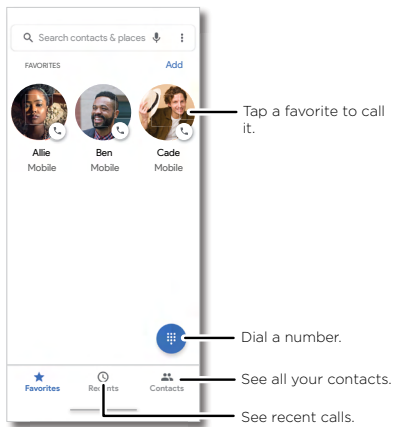 Search contacts & places
FAVORITES Add
Tap a favorite to call
it.
Allie Ben Cade
Mobile Mobile Mobile
Dial a number.
Favorites Recents Contacts
See all your contacts.
See recent calls.